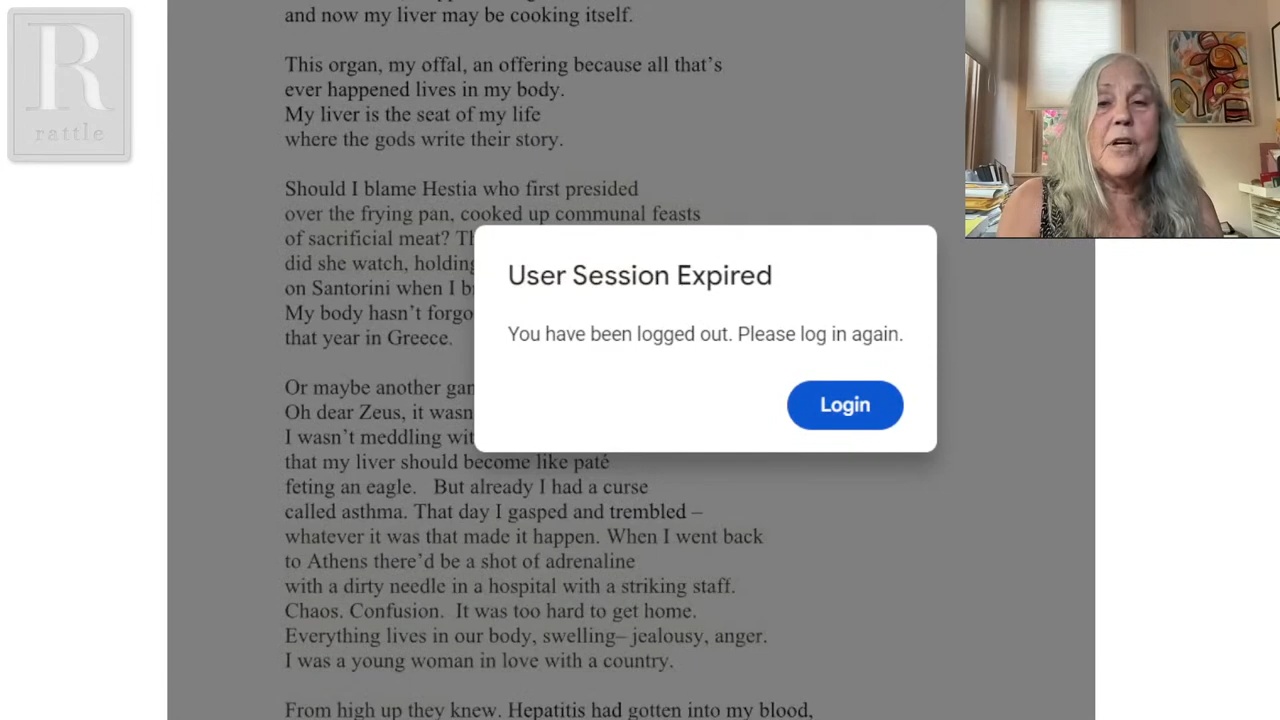 R
rattle
and now my liver may be cooking itself.
This organ, my offal, an offering because all that's
ever happened lives in my body.
My liver is the seat of my life
where the gods write their story.
Should I blame Hestia who first presided
over the frying pan, cooked up communal feasts
of sacrificial meat?
did she watch, holding
on Santorini when I
My body hasn't
that year in Greece.
Or maybe another
Oh dear Zeus, it
I wasn't meddling
that my liver should become like paté
feting an eagle.   But already I had a curse
called asthma. That day I gasped and trembled –
whatever it was that made it happen. When I went back
to Athens there'd be a shot of adrenaline
with a dirty needle in a hospital with a striking staff.
Chaos. Confusion.  It was too hard to get home.
Everything lives in our body, swelling– jealousy, anger.
I was a young woman in love with a country.
From high up they knew. Hepatitis had gotten into my blood,
User Session Expired
You have been logged out. Please log in again.
Login